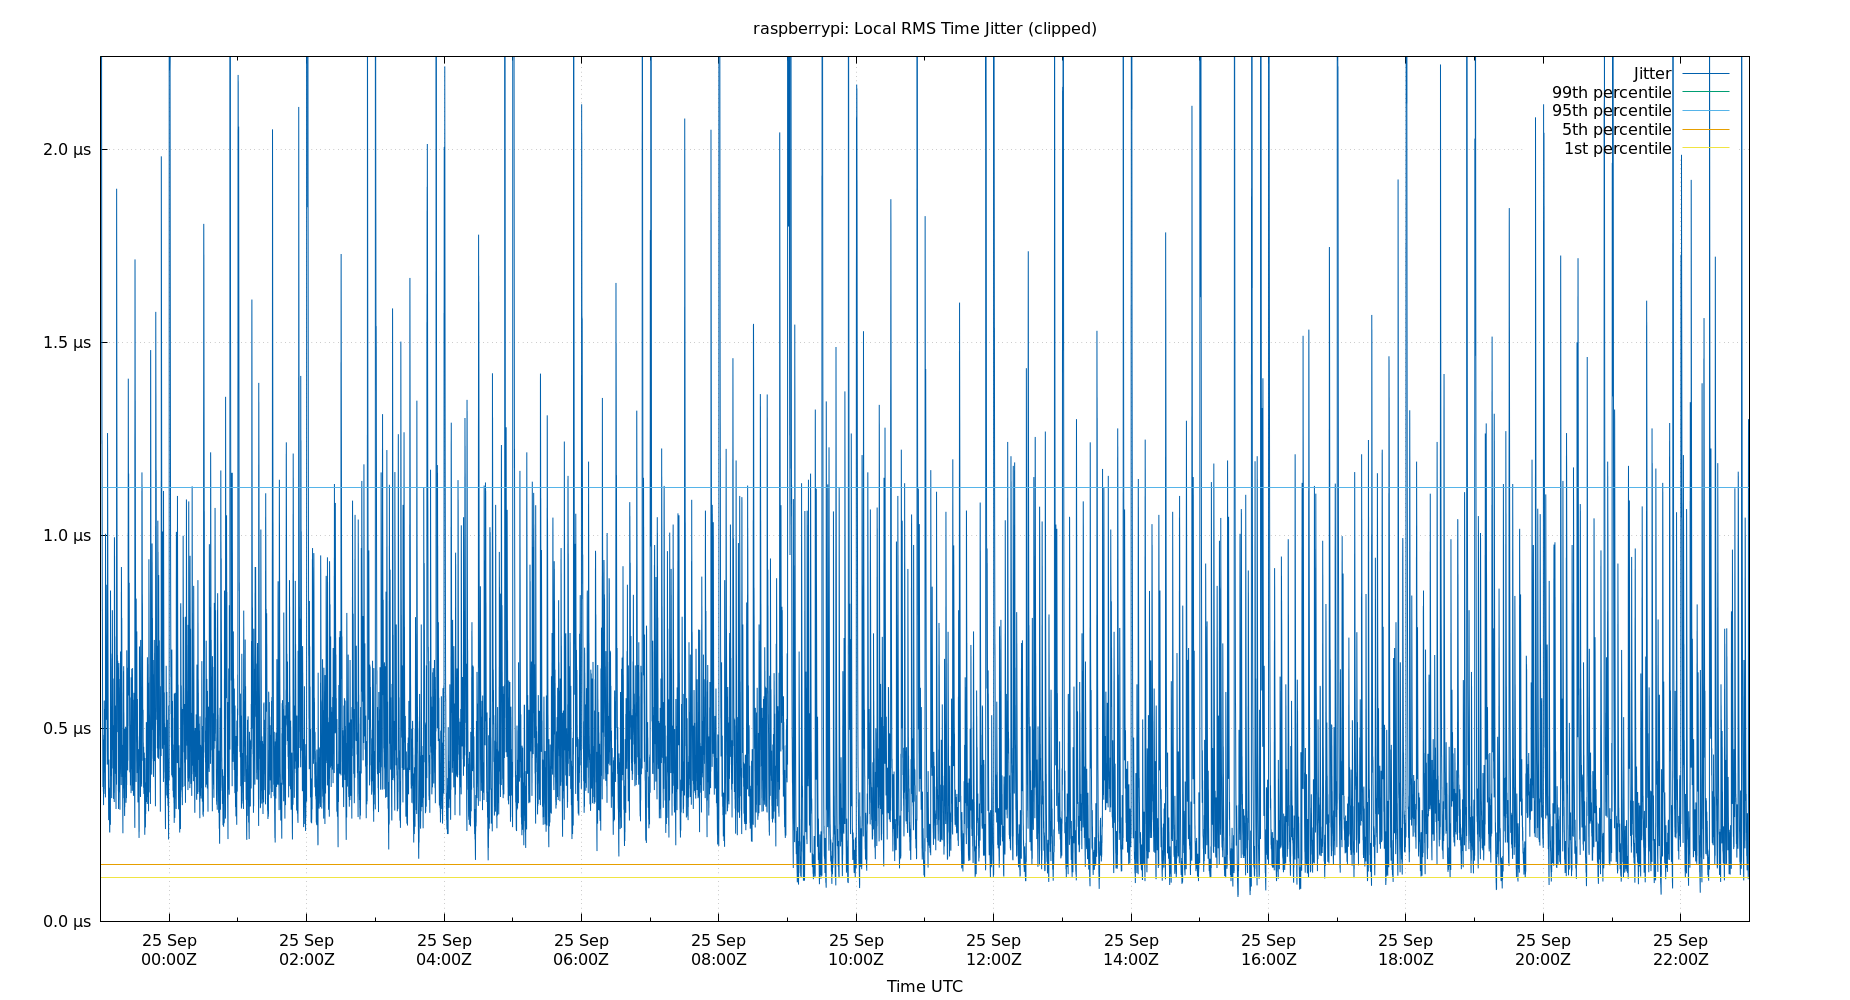 raspberrypi: Local RMS Time Jitter (clipped)
Jitter
99th percentile
95th percentile
5th percentile
1st percentile
2.0 μs
1.5 μs
1.0 μs
0.5 μs
0.0 μs
25 Sep 25 Sep 25 Sep 25 Sep 25 Sep 25 Sep 25 Sep 25 Sep 25 Sep 25 Sep 25 Sep 25 Sep
00:00Z 02:00Z 04:00Z 06:00Z 08:00Z 10:00Z 12:00Z 14:00Z 16:00Z 18:00Z 20:00Z 22:00Z
Time UTC